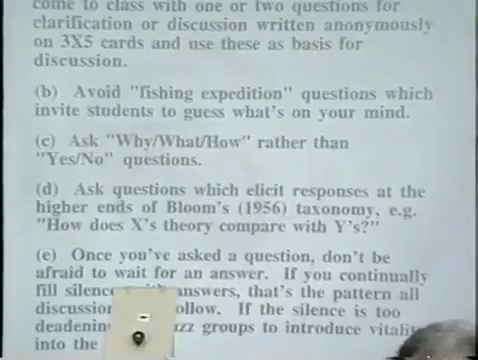 come to class with one or two questions for
clarification or discussion written anonymously
on 3X5 cards and use these as basis for
discussion.
(b) Avoid "fishing expedition" questions which
invite students to guess what's on your mind.
(c) Ask "Why/What/How" rather than
"Yes/No" questions.
(d) Ask questions which elicit responses at the
higher ends of Bloom's (1956) taxonomy, e.g.
"How does X's theory compare with Y's?"
(e) Once you've asked a question, don't be
afraid to wait for an answer. If you continually
fill silence answers, that's the pattern all
discussion ollow. If the silence is too
deadenin zz groups to introduce vitality
into the